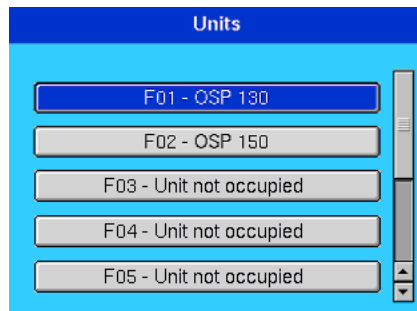 Units
F01 - OSP 130
F02 - OSP 150
F03 - Unit not occupied
F04 - Unit not occupied
F05 - Unit not occupied